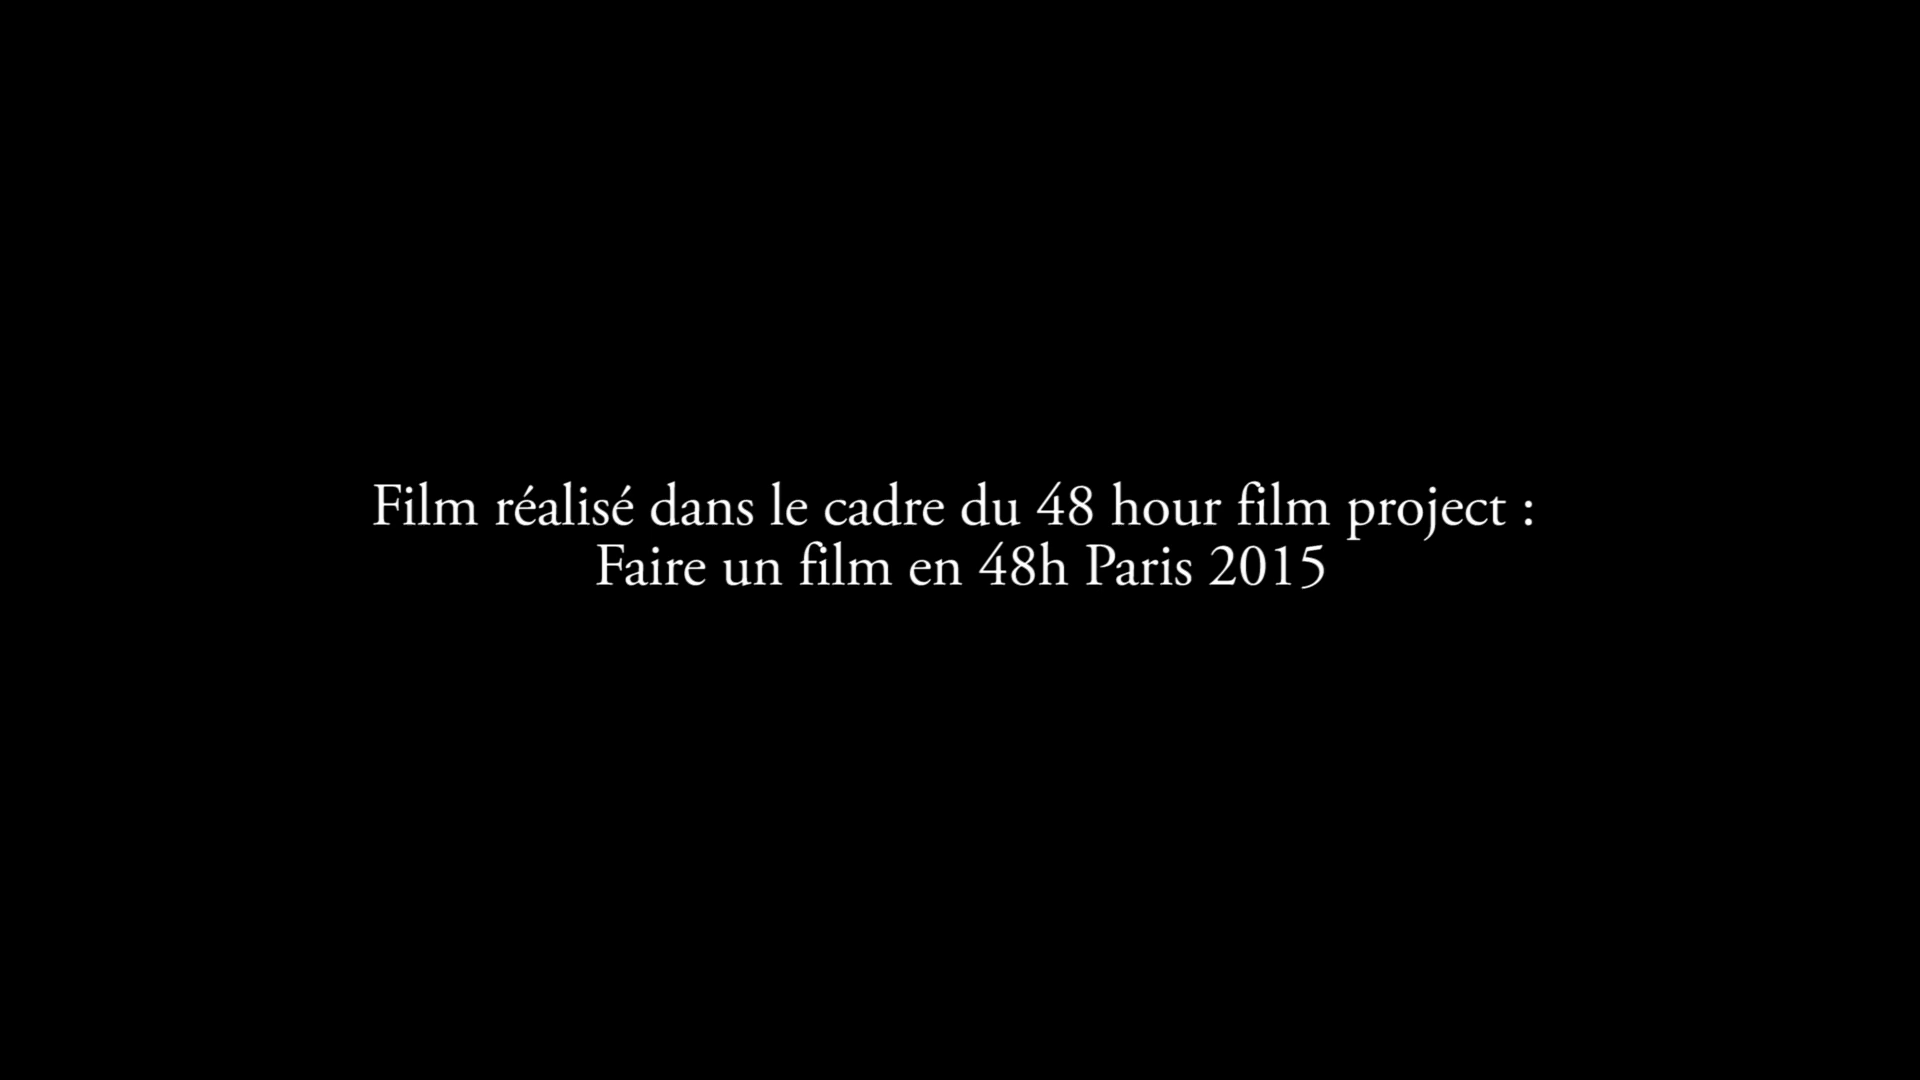 Film réalisé dans le cadre du 48 hour film project :
Faire un film en 48h Paris 2015